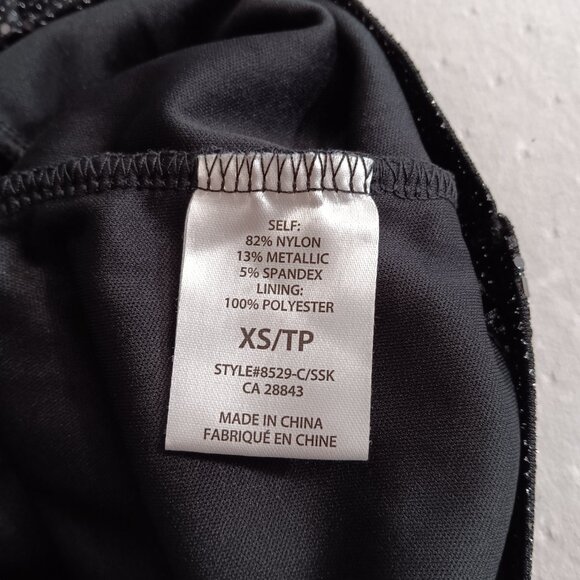 SELF:
82% NYLON
13% METALLIC
5% SPANDEX
LINING:
100% POLYESTER
XS/TP
STYLE#8529-C/SSK
CA 28843
MADE IN CHINA
FABRIQUÉ EN CHINE